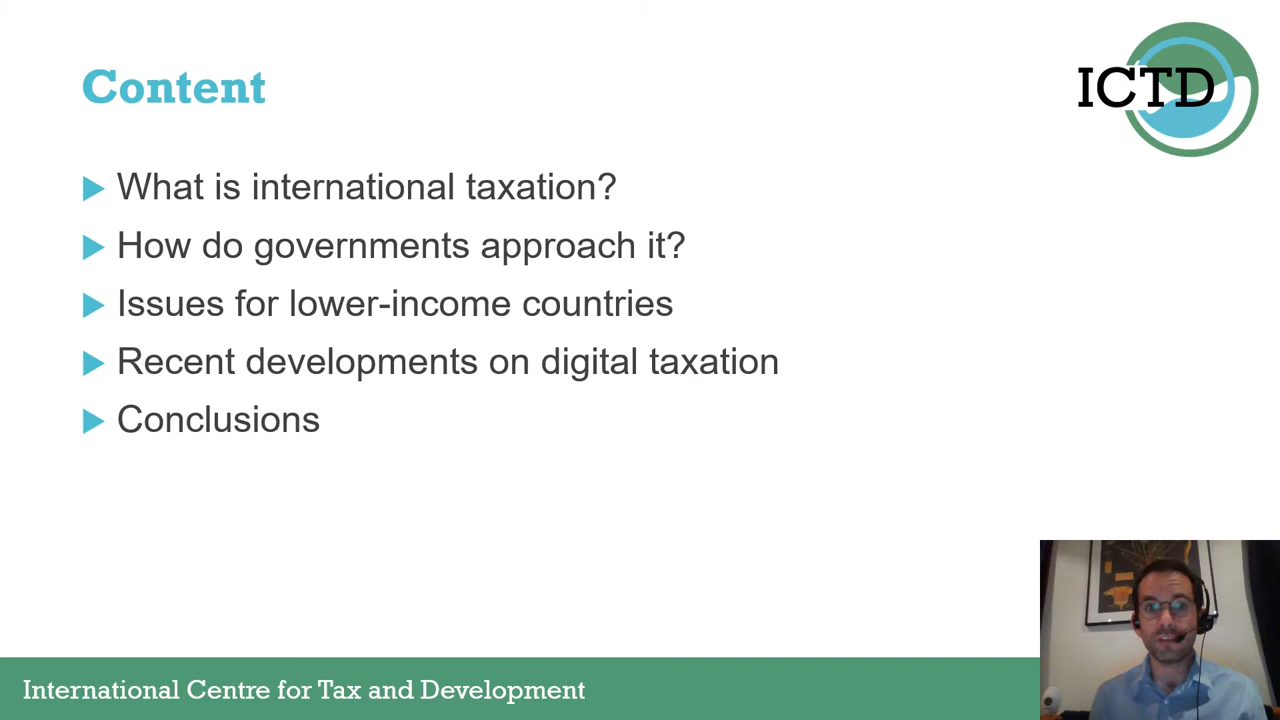 Content
ICTD
What is international taxation?
How do governments approach it?
Issues for lower-income countries
Recent developments on digital taxation
Conclusions
International Centre for Tax and Development